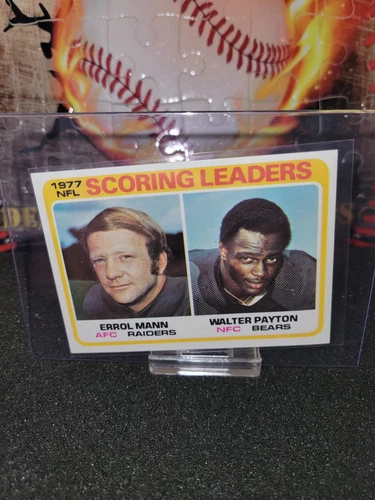 1977
NFL
SCORING LEADERS
ERROL MANN
AFC RAIDERS
WALTER PAYTON
NFC BEARS